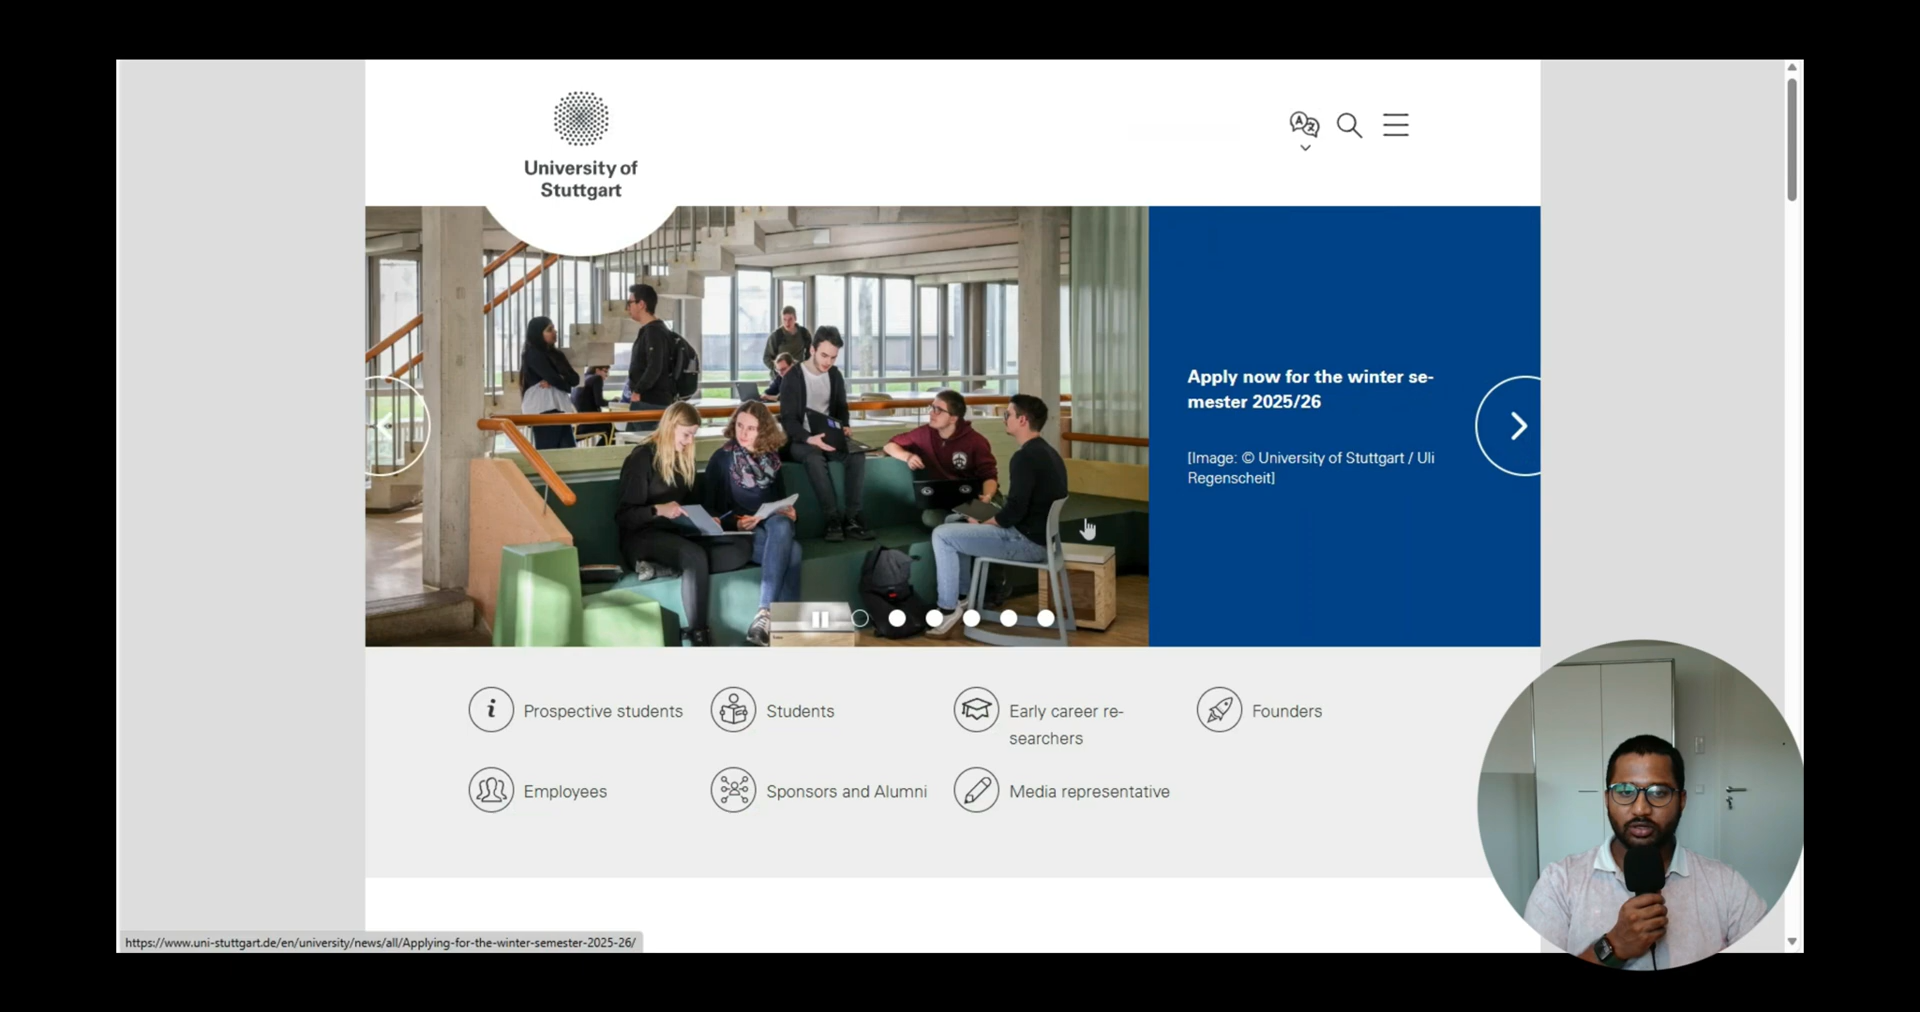 University of
Stuttgart
Apply now for the winter se-
mester 2025/26
[Image: © University of Stuttgart / Uli
Regenscheit]
Prospective students
Students
Early career re-
searchers
Founders
Employees
Sponsors and Alumni
Media representative
https://www.uni-stuttgart.de/en/university/news/all/Applying-for-the-winter-semester-2025-26/